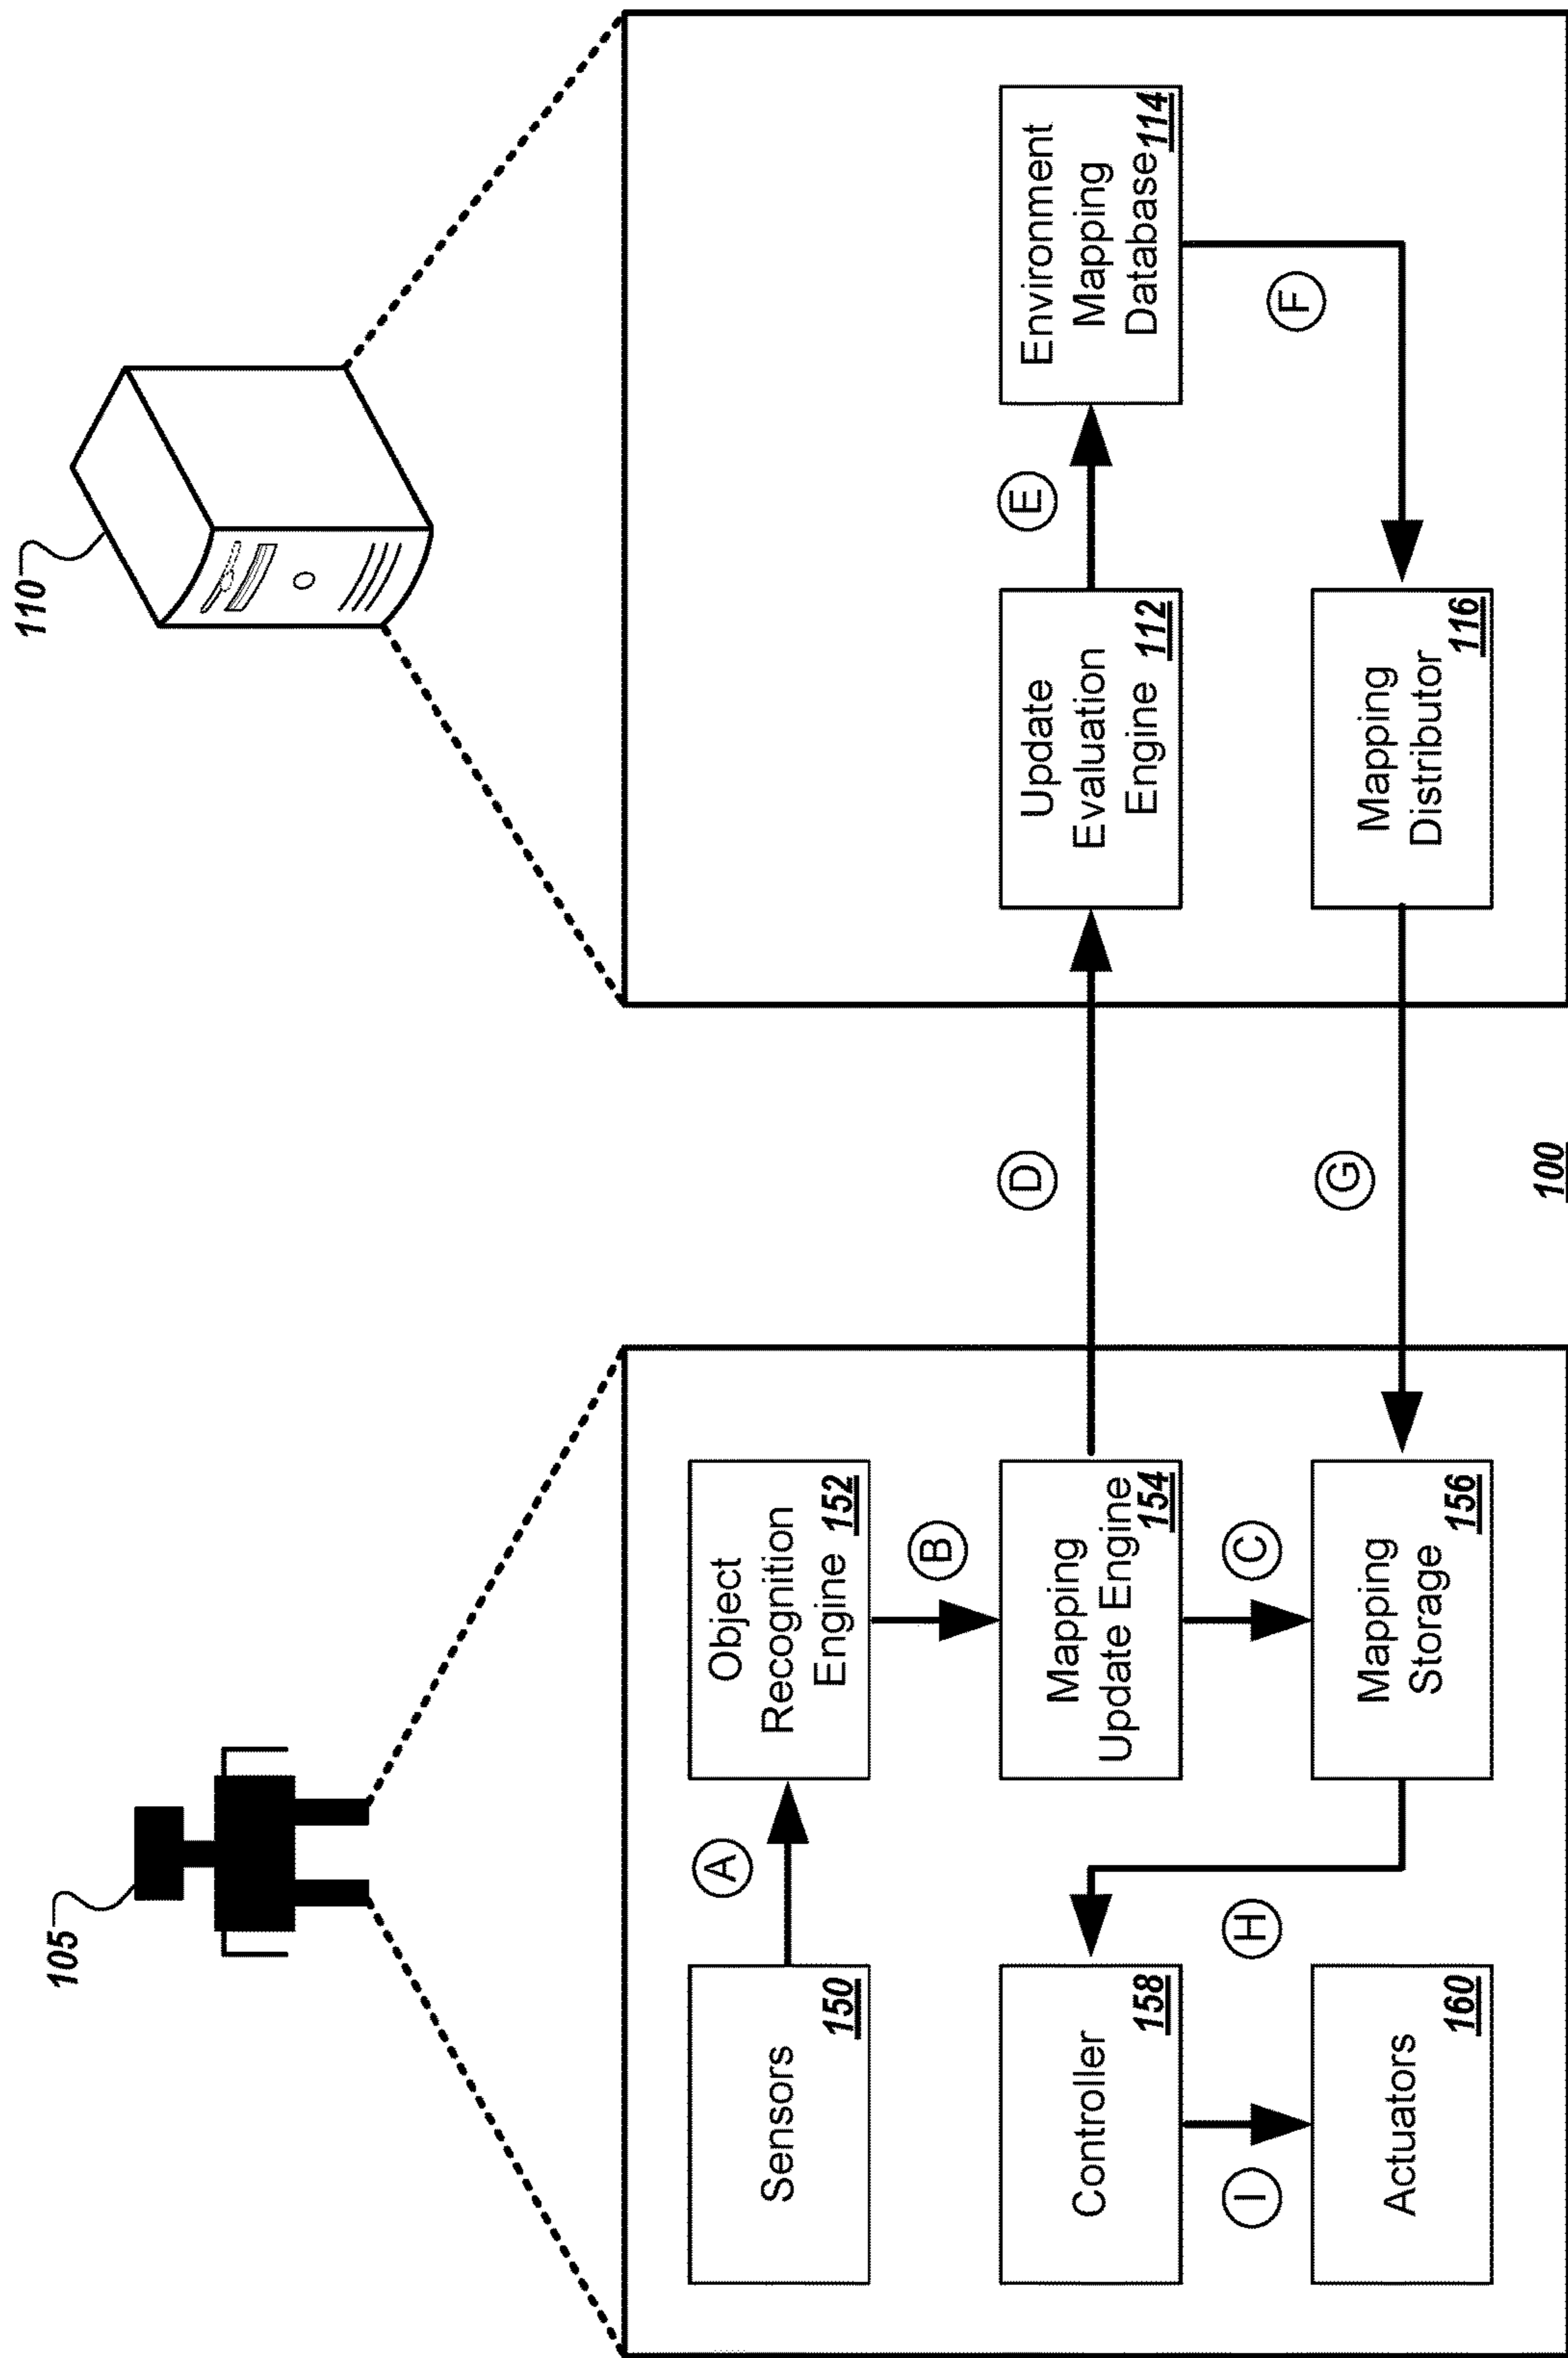 105
110
Sensors
150
A
Object
Recognition
Engine 152
B
Controller
158
Mapping
Update Engine
154
D
Update
Evaluation
Engine 112
E
Environment
Mapping
Database 114
I
H
C
F
Actuators
160
Mapping
Storage
156
G
Mapping
Distributor
116
100